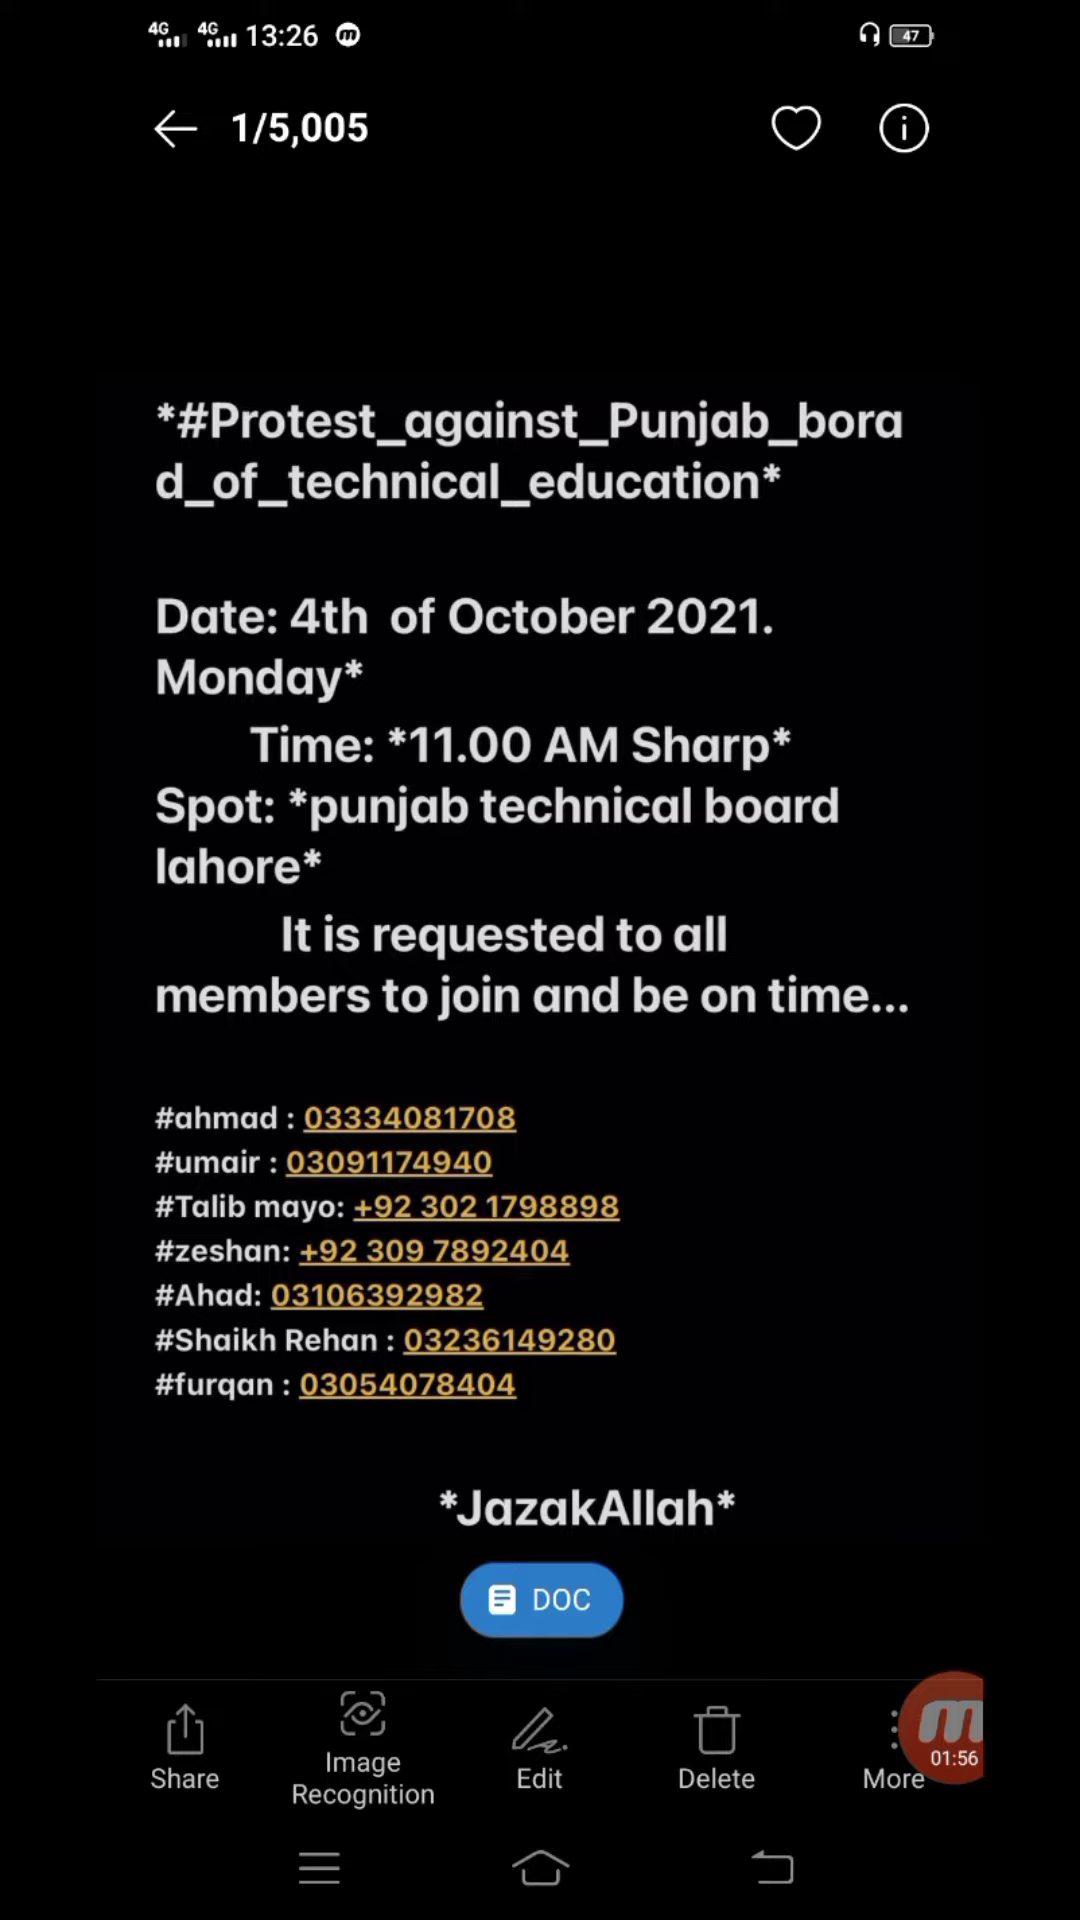 4G 4G 13:26 m 47
1/5,005
*#Protest_against_Punjab_bora
d_of_technical_education*
Date: 4th of October 2021.
Monday*
Time: *11.00 AM Sharp*
Spot: *punjab technical board
lahore*
It is requested to all
members to join and be on time...
#ahmad : 03334081708
#umair : 03091174940
#Talib mayo: +92 302 1798898
#zeshan: +92 309 7892404
#Ahad: 03106392982
#Shaikh Rehan : 03236149280
#furqan : 03054078404
*JazakAllah*
DOC
Share
Image
Recognition
Edit
Delete
More
m
01:56